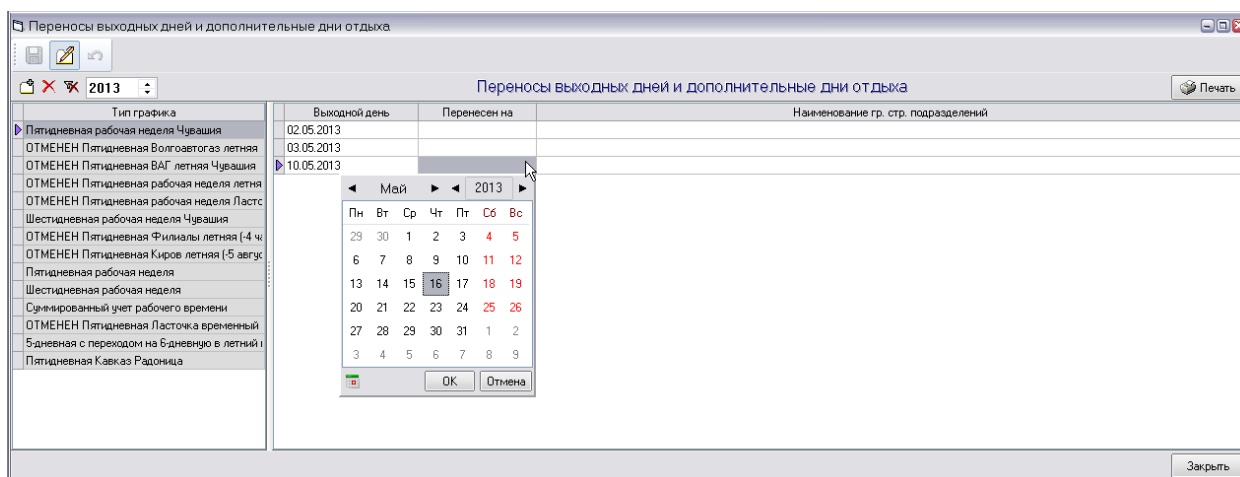 Переносы выходных дней и дополнительные дни отдыха
2013 Переносы выходных дней и дополнительные дни отдыха Печать
Тип графика Выходной день Перенесен на Наименование гр. стр. подразделений
Пятидневная рабочая неделя Чувашия 02.05.2013
ОТМЕНЕН Пятидневная Волгоавтогаз летняя 03.05.2013
ОТМЕНЕН Пятидневная ВАГ летняя Чувашия 10.05.2013
ОТМЕНЕН Пятидневная рабочая неделя летня
ОТМЕНЕН Пятидневная рабочая неделя Ласто
Шестидневная рабочая неделя Чувашия
ОТМЕНЕН Пятидневная Филиалы летняя (-4 ча
ОТМЕНЕН Пятидневная Киров летняя (-5 авгус
Пятидневная рабочая неделя
Шестидневная рабочая неделя
Суммированный учет рабочего времени
ОТМЕНЕН Пятидневная Ласточка временный
5-дневная с переходом на 6-дневную в летний
Пятидневная Кавказ Радоница
Май 2013
Пн Вт Ср Чт Пт Сб Вс
29 30 1 2 3 4 5
6 7 8 9 10 11 12
13 14 15 16 17 18 19
20 21 22 23 24 25 26
27 28 29 30 31 1 2
3 4 5 6 7 8 9
ОК Отмена
Закрыть